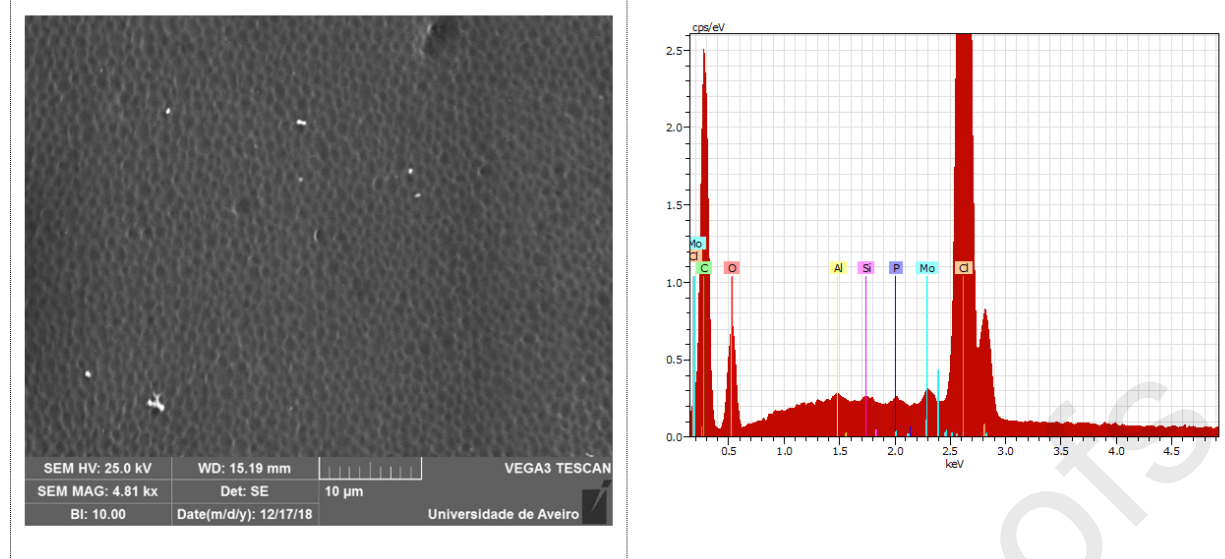 SEM HV: 25.0 kV WD: 15.19 mm VEGA3 TESCAN
SEM MAG: 4.81 kx Det: SE 10 µm
BI: 10.00 Date(m/d/y): 12/17/18 Universidade de Aveiro
cps/eV
2.5
2.0
1.5
Mo
Cl
C O Al Si P Mo Cl
1.0
0.5
0.0
0.5 1.0 1.5 2.0 2.5 3.0 3.5 4.0 4.5
keV